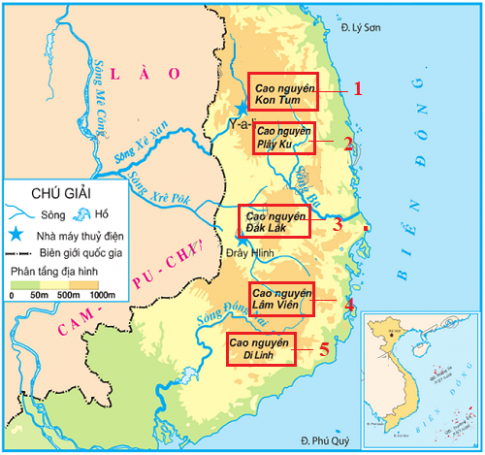 Đ. Lý Sơn
LÀO
Sông Mê Công
Cao nguyên
Kon Tum
1
Y-a-li
Cao nguyên
Plây Ku
2
Sông Xê Xan
Sông Ba
BIỂN ĐÔNG
Sông Xrê Pôk
CHÚ GIẢI
Sông
Hồ
Nhà máy thuỷ điện
Biên giới quốc gia
Phân tầng địa hình
0 50m 500m 1000m
Cao nguyên
Đắk Lắk
3
Đrây Hlinh
CAM-PU-CHIA
Cao nguyên
Lâm Viên
4
Sông Đồng Nai
Cao nguyên
Di Linh
5
Đ. Phú Quý
BIỂN ĐÔNG